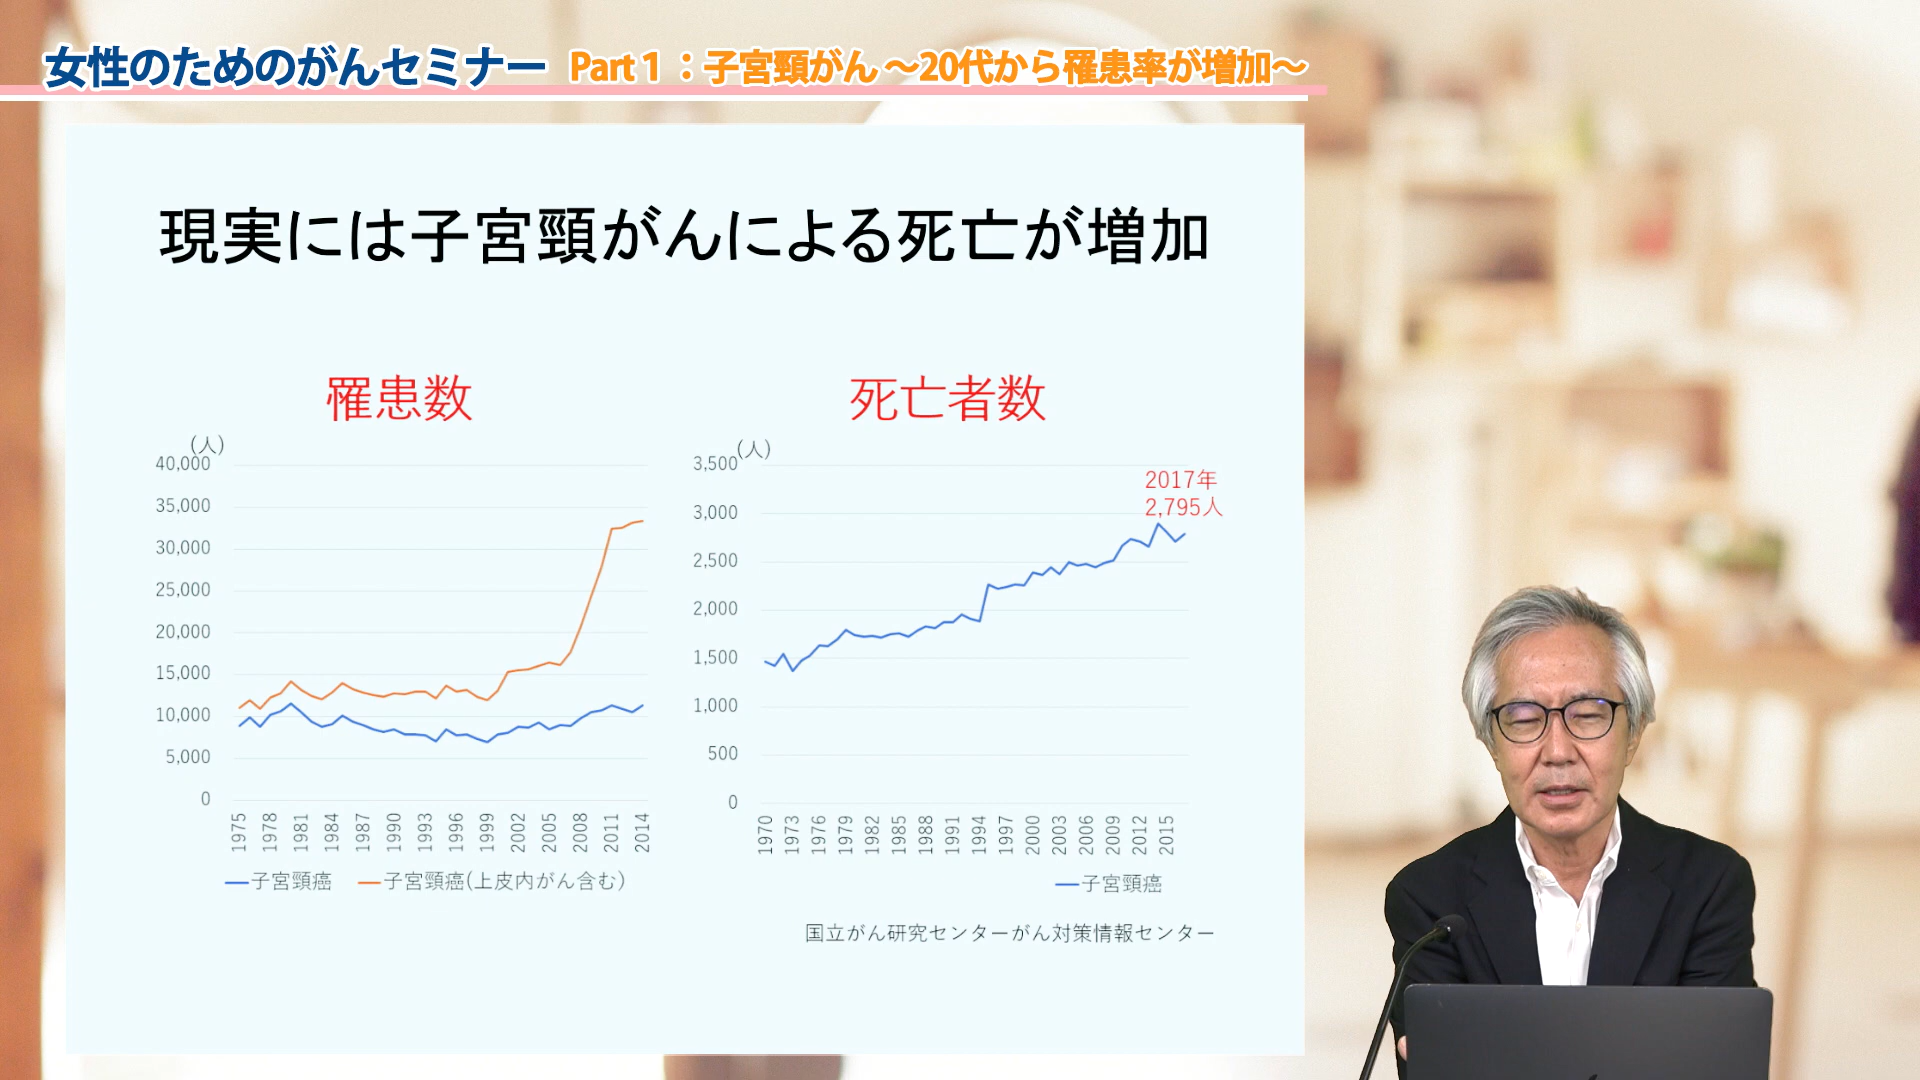 女性のためのがんセミナー Part 1 ：子宮頸がん ～20代から罹患率が増加～
現実には子宮頸がんによる死亡が増加
罹患数
(人)
40,000
35,000
30,000
25,000
20,000
15,000
10,000
5,000
0
1975 1978 1981 1984 1987 1990 1993 1996 1999 2002 2005 2008 2011 2014
子宮頸癌 子宮頸癌(上皮内がん含む)
死亡者数
(人)
3,500
3,000
2,500
2,000
1,500
1,000
500
0
2017年
2,795人
1970 1973 1976 1979 1982 1985 1988 1991 1994 1997 2000 2003 2006 2009 2012 2015
子宮頸癌
国立がん研究センターがん対策情報センター